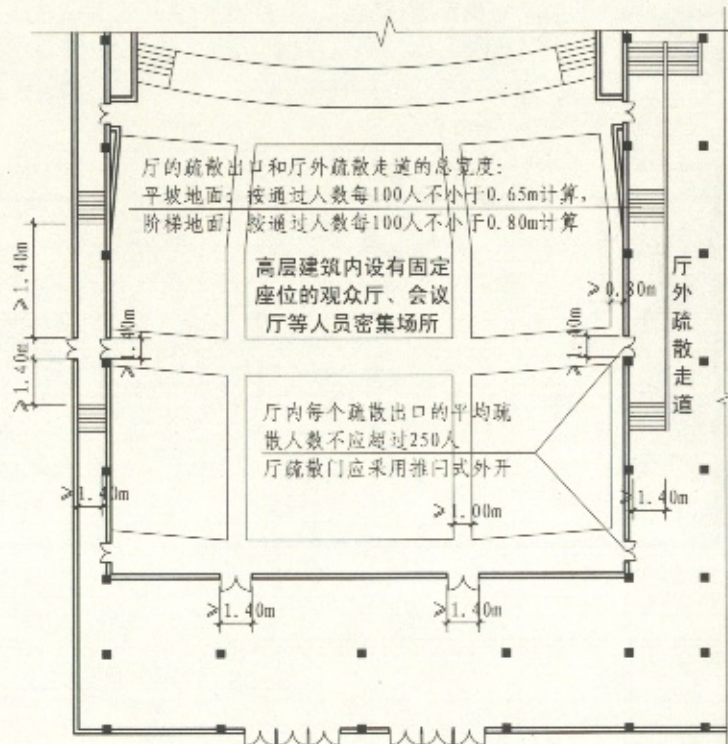 厅的疏散出口和厅外疏散走道的总宽度:
平坡地面: 按通过人数每100人不小于0.65m计算,
阶梯地面: 按通过人数每100人不小于0.80m计算
高层建筑内设有固定
座位的观众厅、会议
厅等人员密集场所
≥1.40m
≥1.40m
≥1.40m
≥0.80m
≥1.40m
厅外疏散走道
厅内每个疏散出口的平均疏
散人数不应超过250人
厅疏散门应采用推闩式外开
≥1.40m
≥1.00m
≥1.40m
≥1.40m
≥1.40m